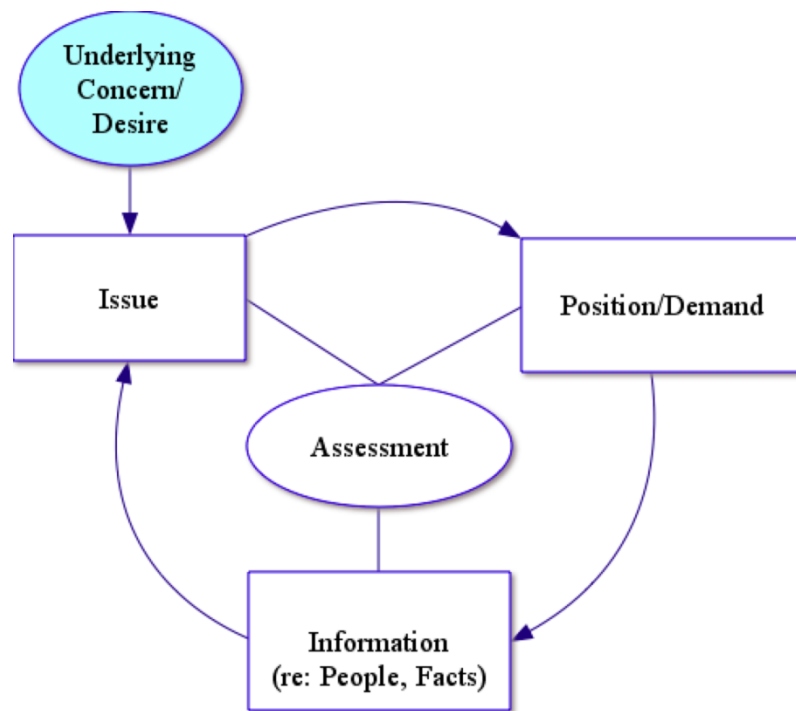 Underlying
Concern/
Desire
Issue
Position/Demand
Assessment
Information
(re: People, Facts)